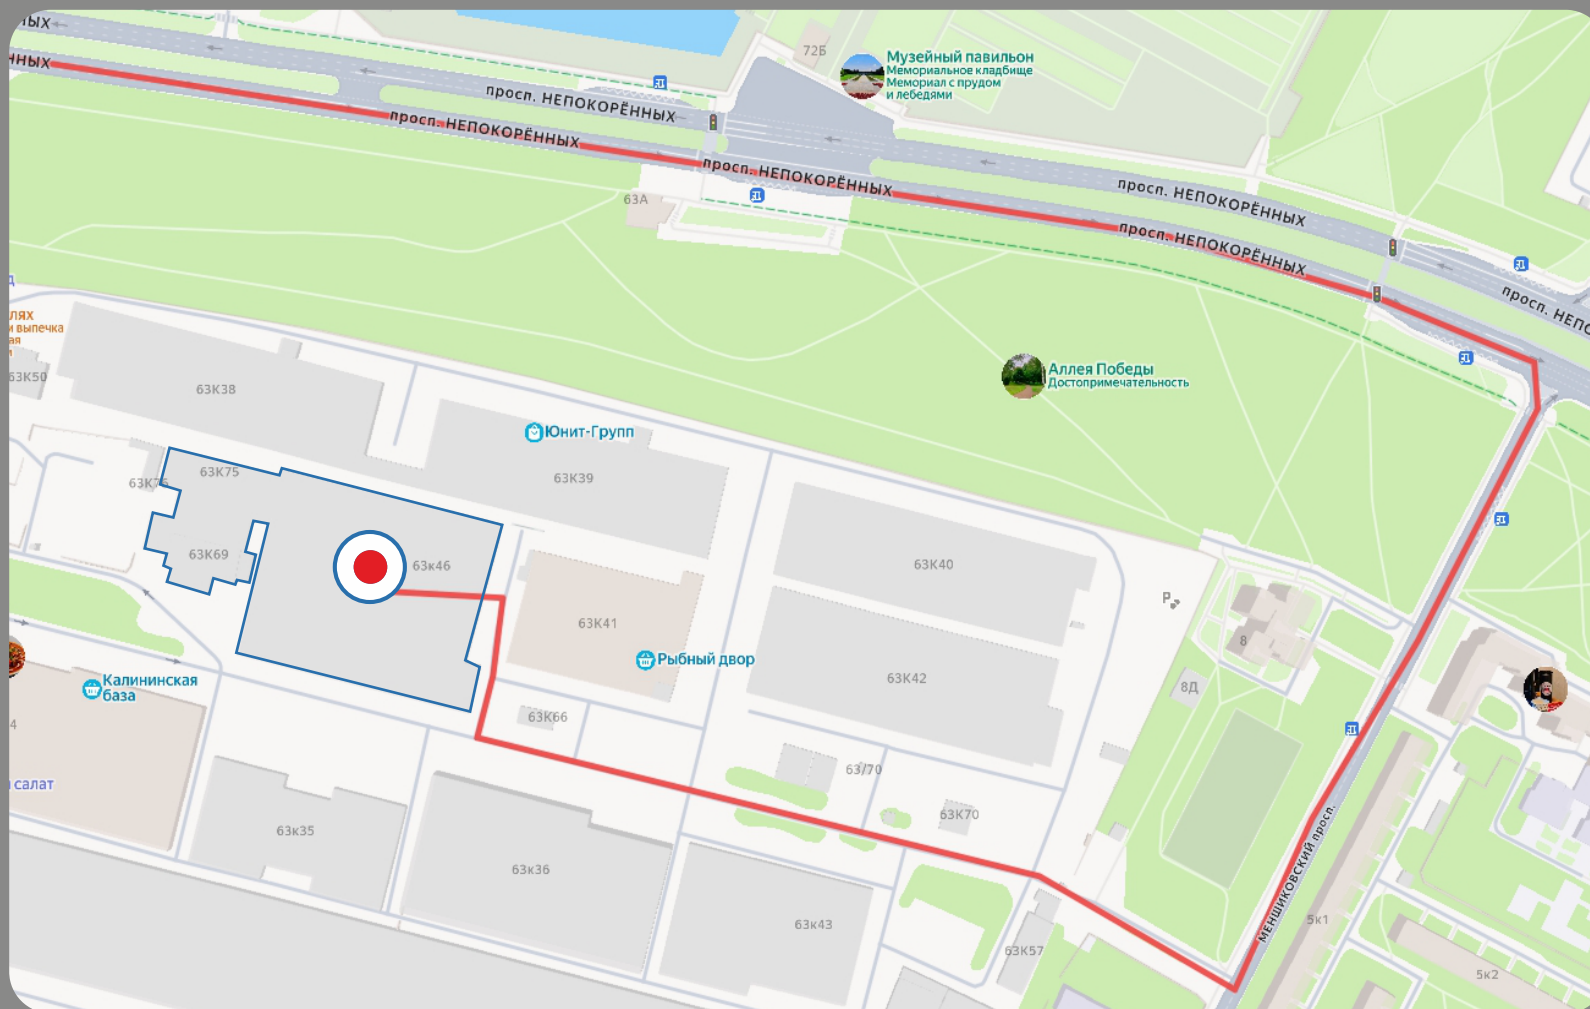 просп. НЕПОКОРЁННЫХ
просп. НЕПОКОРЁННЫХ
просп. НЕПОКОРЁННЫХ
просп. НЕПОКОРЁННЫХ
просп. НЕПОКОРЁННЫХ
72Б
Музейный павильон
Мемориальное кладбище
Мемориал с прудом
и лебедями
63А
Аллея Победы
Достопримечательность
и выпечка
63К50
63К38
Юнит-Групп
63К39
63К75
63К69
63к46
63К40
63К41
Рыбный двор
63К42
8
8Д
Р
Калининская
база
63К66
63/70
63К70
салат
63к35
63к36
63к43
63К57
МЕНШИКОВСКИЙ просп.
5к1
5к2